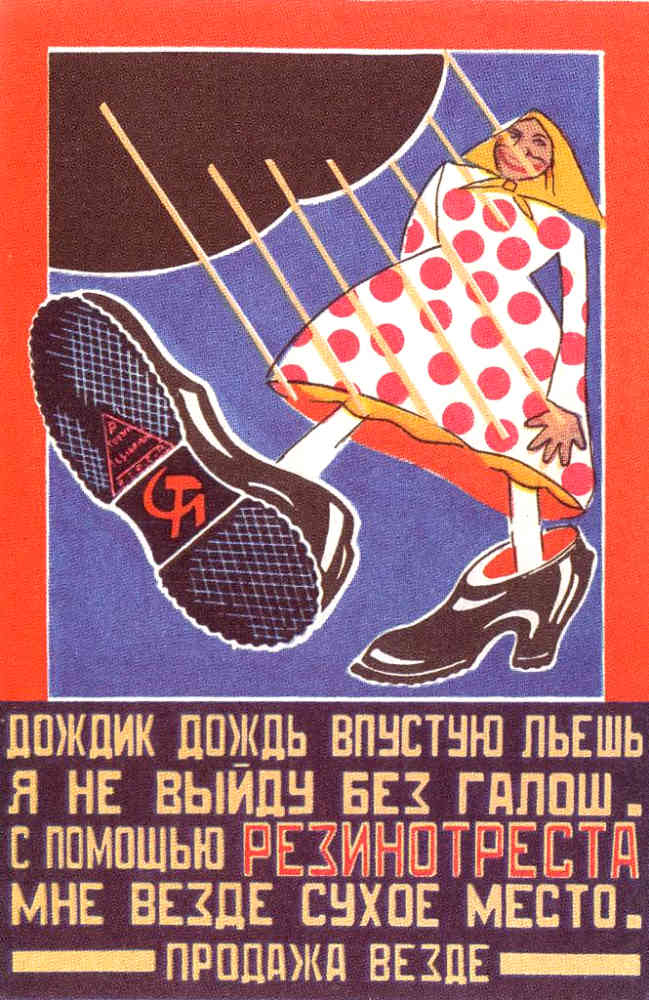 ДОЖДИК ДОЖДЬ ВПУСТУЮ ЛЬЕШЬ
Я НЕ ВЫЙДУ БЕЗ ГАЛОШ.
С ПОМОЩЬЮ РЕЗИНОТРЕСТА
МНЕ ВЕЗДЕ СУХОЕ МЕСТО.
ПРОДАЖА ВЕЗДЕ